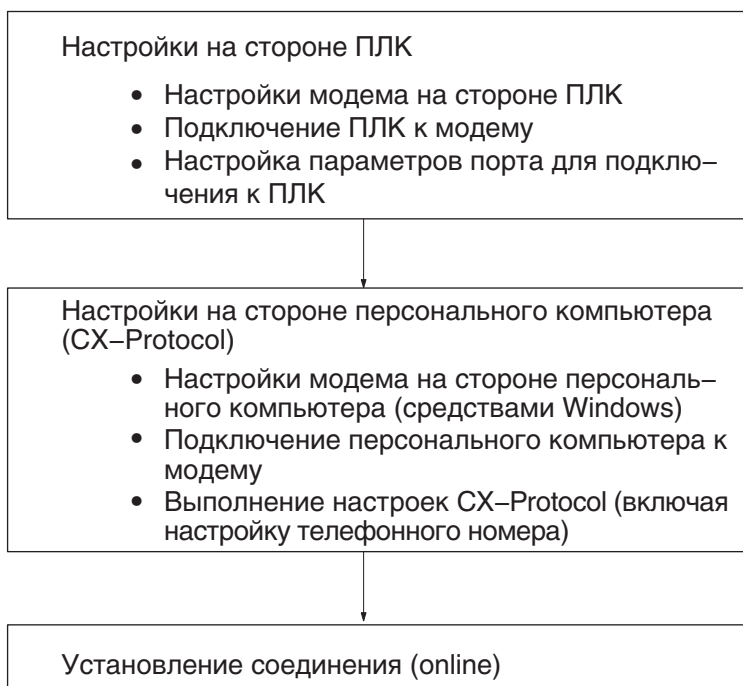 Настройки на стороне ПЛК
• Настройки модема на стороне ПЛК
• Подключение ПЛК к модему
• Настройка параметров порта для подклю–
чения к ПЛК
Настройки на стороне персонального компьютера
(CX–Protocol)
• Настройки модема на стороне персональ–
ного компьютера (средствами Windows)
• Подключение персонального компьютера к
модему
• Выполнение настроек CX–Protocol (включая
настройку телефонного номера)
Установление соединения (online)